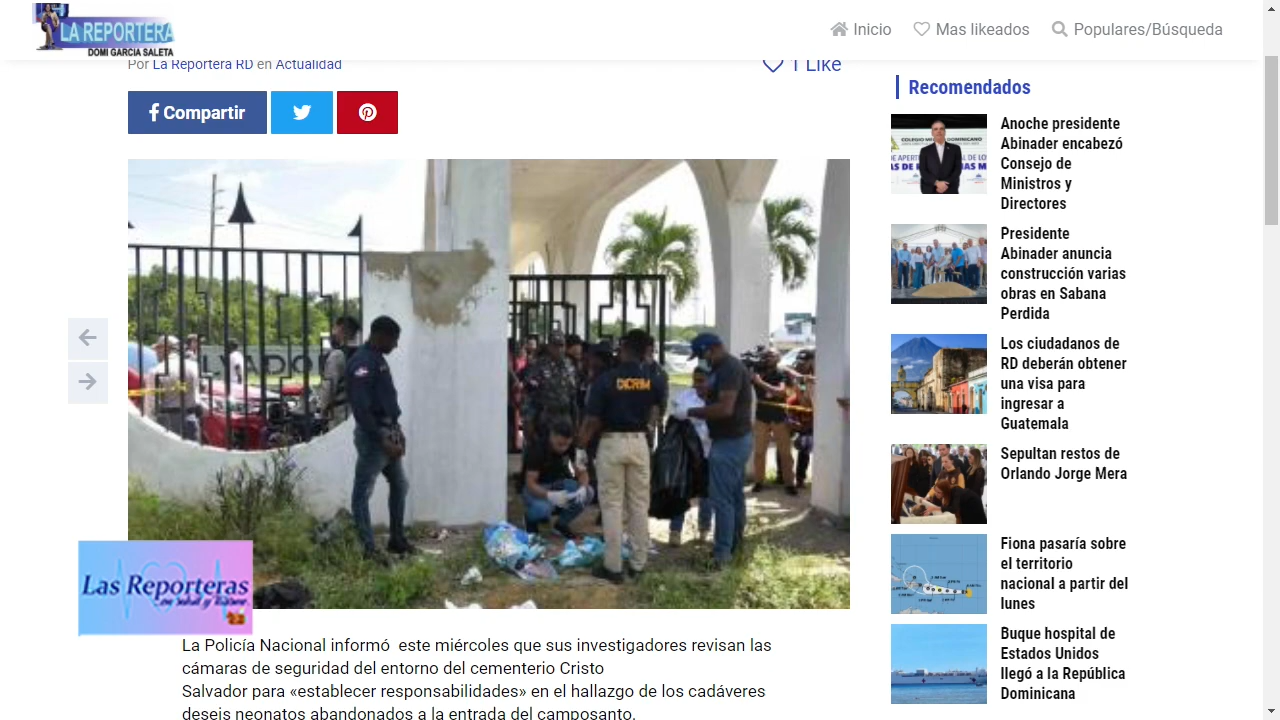 LA REPORTERA
DOMI GARCIA SALETA
Inicio
Mas likeados
Populares/Búsqueda
Por La Reportera RD en Actualidad
1 Like
Compartir
DICRIM
Las Reporteras
La Policía Nacional informó este miércoles que sus investigadores revisan las
cámaras de seguridad del entorno del cementerio Cristo
Salvador para «establecer responsabilidades» en el hallazgo de los cadáveres
deseis neonatos abandonados a la entrada del camposanto.
Recomendados
Anoche presidente
Abinader encabezó
Consejo de
Ministros y
Directores
Presidente
Abinader anuncia
construcción varias
obras en Sabana
Perdida
Los ciudadanos de
RD deberán obtener
una visa para
ingresar a
Guatemala
Sepultan restos de
Orlando Jorge Mera
Fiona pasaría sobre
el territorio
nacional a partir del
lunes
Buque hospital de
Estados Unidos
llegó a la República
Dominicana